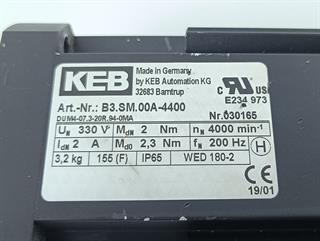 KEB
Made in Germany
by KEB Automation KG
32683 Barntrup
C US
E234 973
Art.-Nr.: B3.SM.00A-4400
DUM4-07.3-20R.94-0MA
Nr.030165
UN 330 V MdN 2 Nm nN 4000 min-1
IdN 2 A Md0 2,3 Nm fN 200 Hz
3,2 kg 155 (F) IP65 WED 180-2
H
CE
19/01